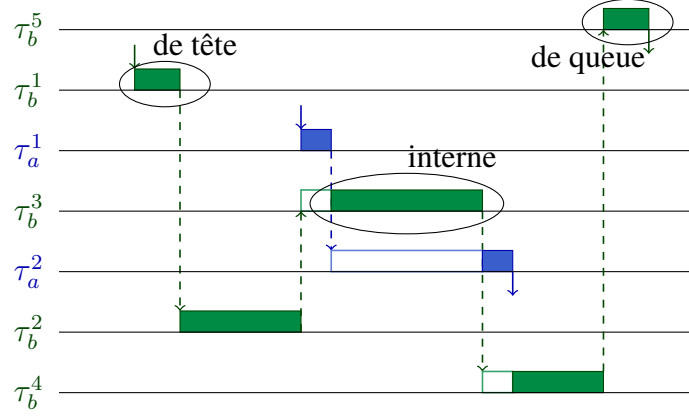 τ_b^5
de tête
de queue
τ_b^1
τ_a^1
interne
τ_b^3
τ_a^2
τ_b^2
τ_b^4